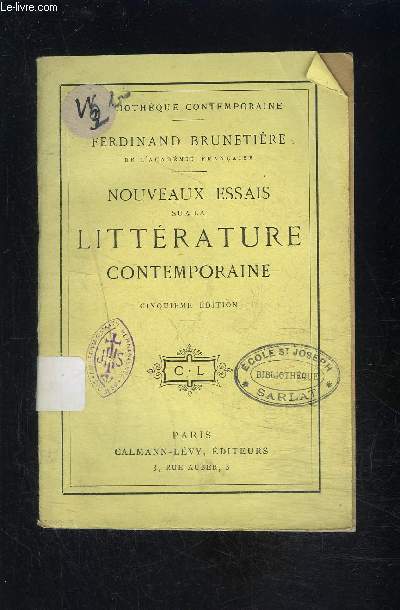 Le-livre.com
BIBLIOTHÈQUE CONTEMPORAINE
FERDINAND BRUNETIÈRE
DE L'ACADÉMIE FRANÇAISE
NOUVEAUX ESSAIS
SUR LA
LITTÉRATURE
CONTEMPORAINE
CINQUIÈME ÉDITION
C · L
ÉCOLE ST JOSEPH
BIBLIOTHÈQUE
SARLAT
PARIS
CALMANN-LÉVY, ÉDITEURS
3, RUE AUBER, 3